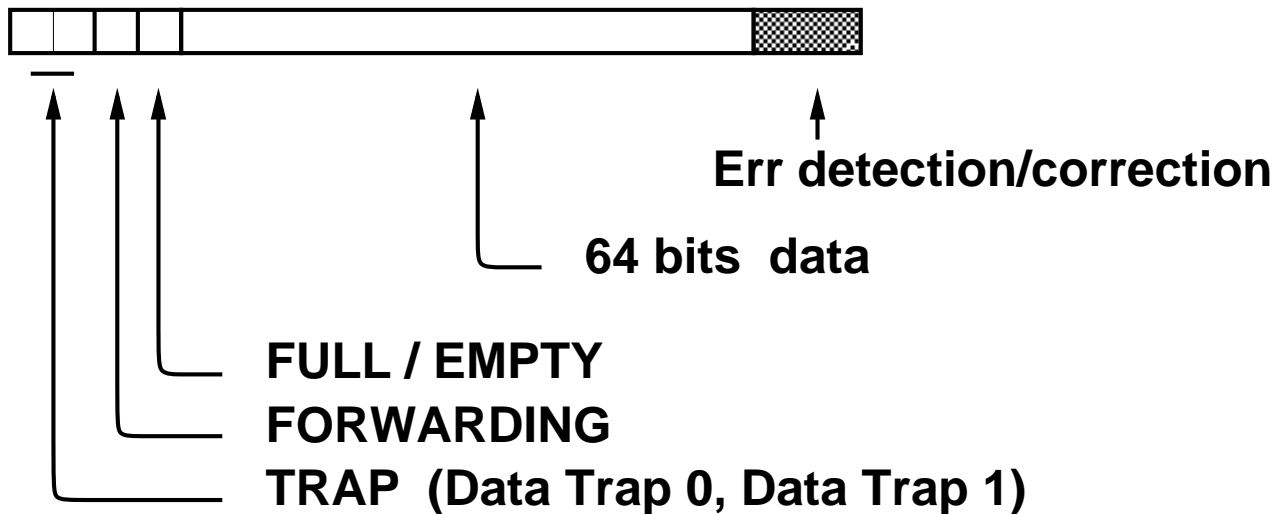 Err detection/correction
64 bits data
FULL / EMPTY
FORWARDING
TRAP (Data Trap 0, Data Trap 1)